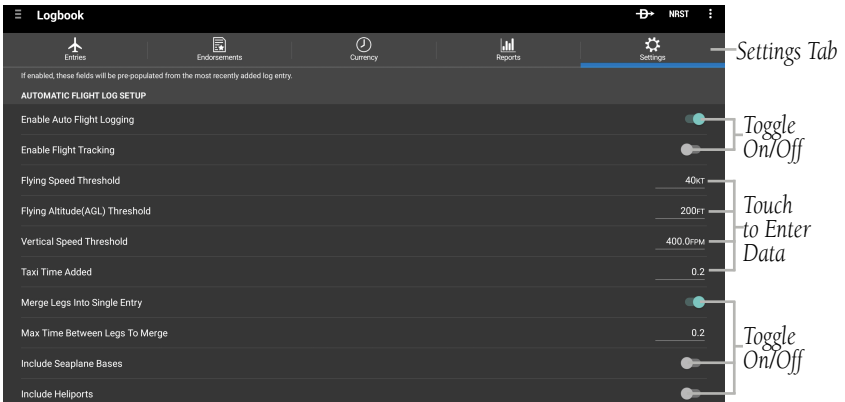 Logbook
D NRST
Entries Endorsements Currency Reports Settings
Settings Tab
If enabled, these fields will be pre-populated from the most recently added log entry.
AUTOMATIC FLIGHT LOG SETUP
Enable Auto Flight Logging
Toggle
On/Off
Enable Flight Tracking
Flying Speed Threshold 40KT
Flying Altitude(AGL) Threshold 200FT
Touch
to Enter
Data
Vertical Speed Threshold 400.0FPM
Taxi Time Added 0.2
Merge Legs Into Single Entry
Max Time Between Legs To Merge 0.2
Toggle
On/Off
Include Seaplane Bases
Include Heliports